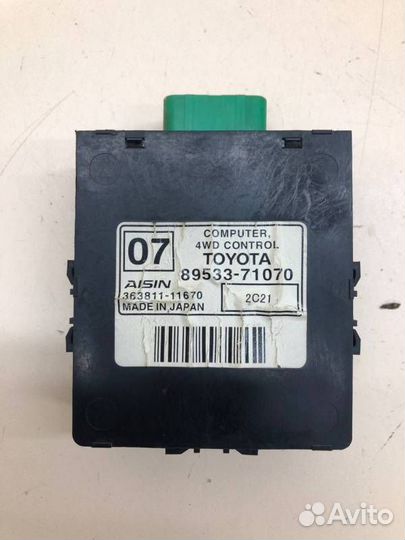 07
COMPUTER,
4WD CONTROL
TOYOTA
89533-71070
AISIN
363811-11670
2C21
MADE IN JAPAN
Avito